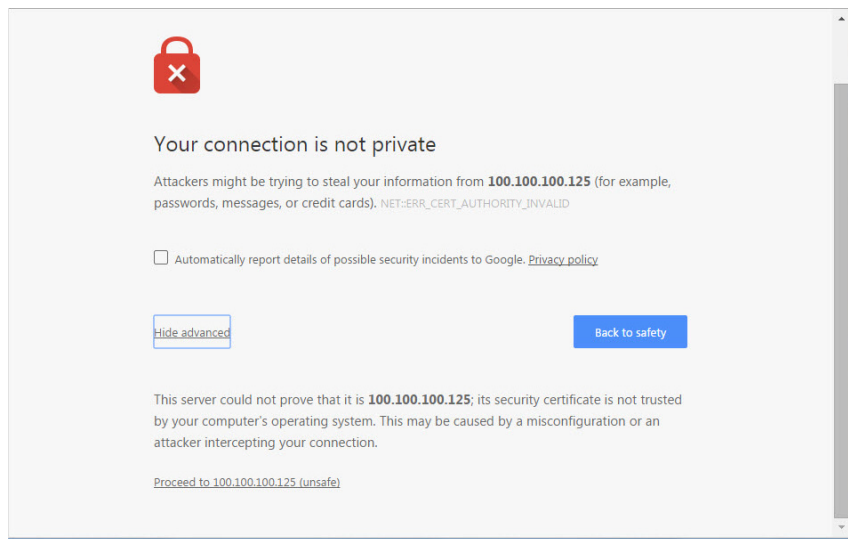 Your connection is not private
Attackers might be trying to steal your information from 100.100.100.125 (for example,
passwords, messages, or credit cards). NET::ERR_CERT_AUTHORITY_INVALID
Automatically report details of possible security incidents to Google. Privacy policy
Hide advanced
Back to safety
This server could not prove that it is 100.100.100.125; its security certificate is not trusted
by your computer's operating system. This may be caused by a misconfiguration or an
attacker intercepting your connection.
Proceed to 100.100.100.125 (unsafe)